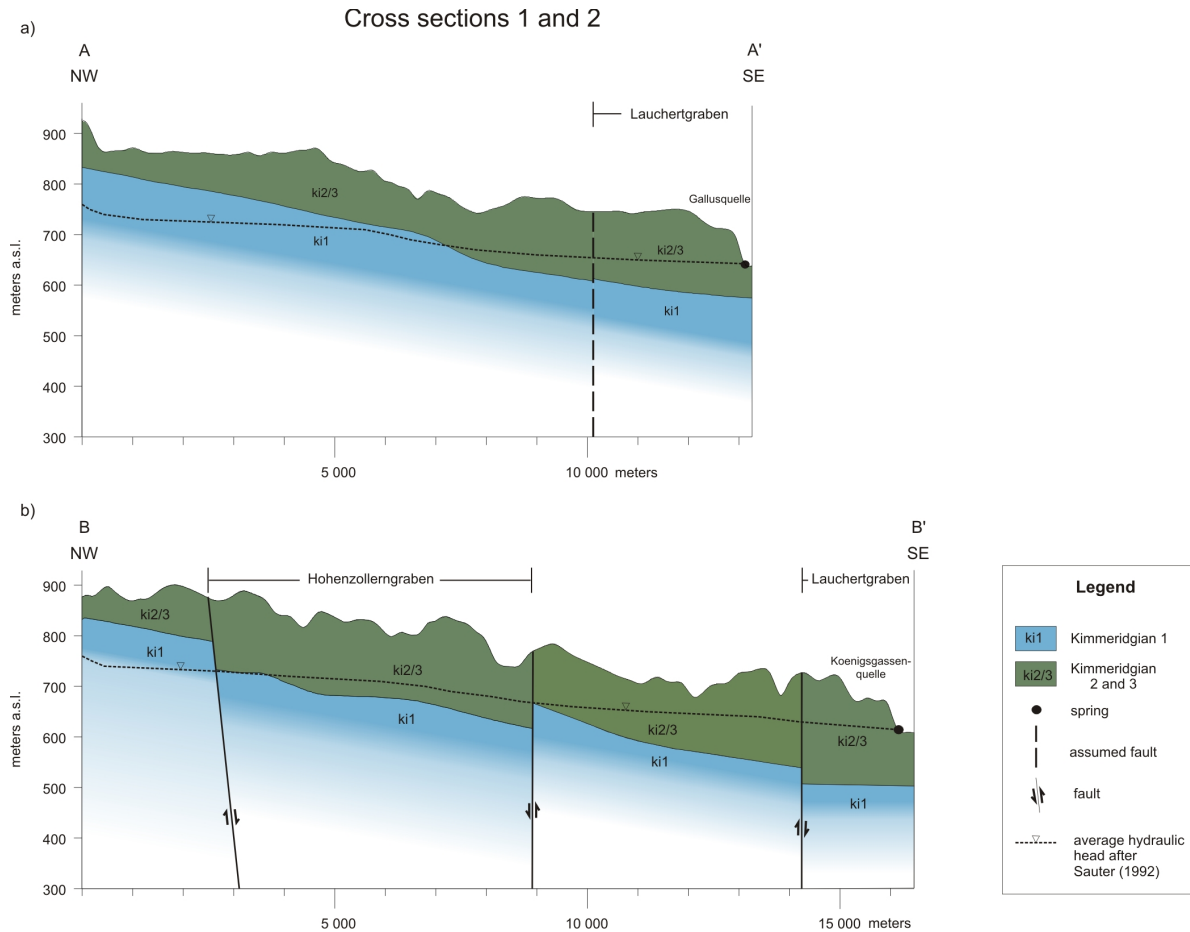 Cross sections 1 and 2
a)
A
A'
NW
SE
Lauchertgraben
900
800
700
600
500
400
300
meters a.s.l.
ki2/3
Gallusquelle
ki1
ki2/3
ki1
5 000
10 000 meters
b)
B
B'
NW
SE
Hohenzollerngraben
Lauchertgraben
900
800
700
600
500
400
300
meters a.s.l.
ki2/3
ki1
ki2/3
ki1
ki2/3
ki1
Koenigsgassen-
quelle
ki2/3
ki1
5 000
10 000
15 000 meters
Legend
ki1 Kimmeridgian 1
ki2/3 Kimmeridgian
2 and 3
spring
assumed fault
fault
average hydraulic
head after
Sauter (1992)